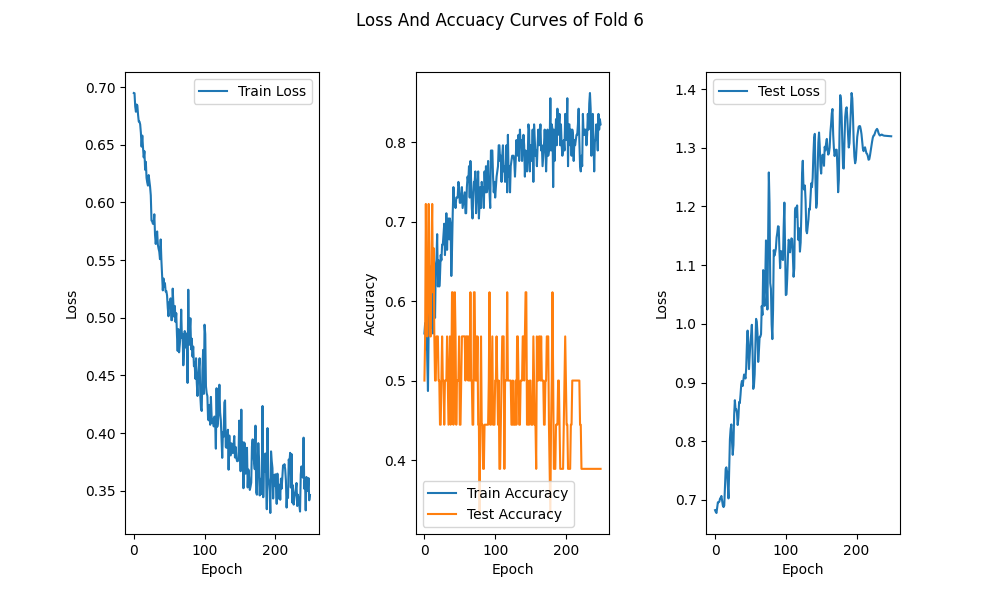 Loss And Accuacy Curves of Fold 6
Train Loss
0.70
0.65
0.60
0.55
0.50
0.45
0.40
0.35
Loss
0
100
200
Epoch
0.8
0.7
0.6
0.5
0.4
Accuracy
Train Accuracy
Test Accuracy
0
100
200
Epoch
Test Loss
1.4
1.3
1.2
1.1
1.0
0.9
0.8
0.7
Loss
0
100
200
Epoch